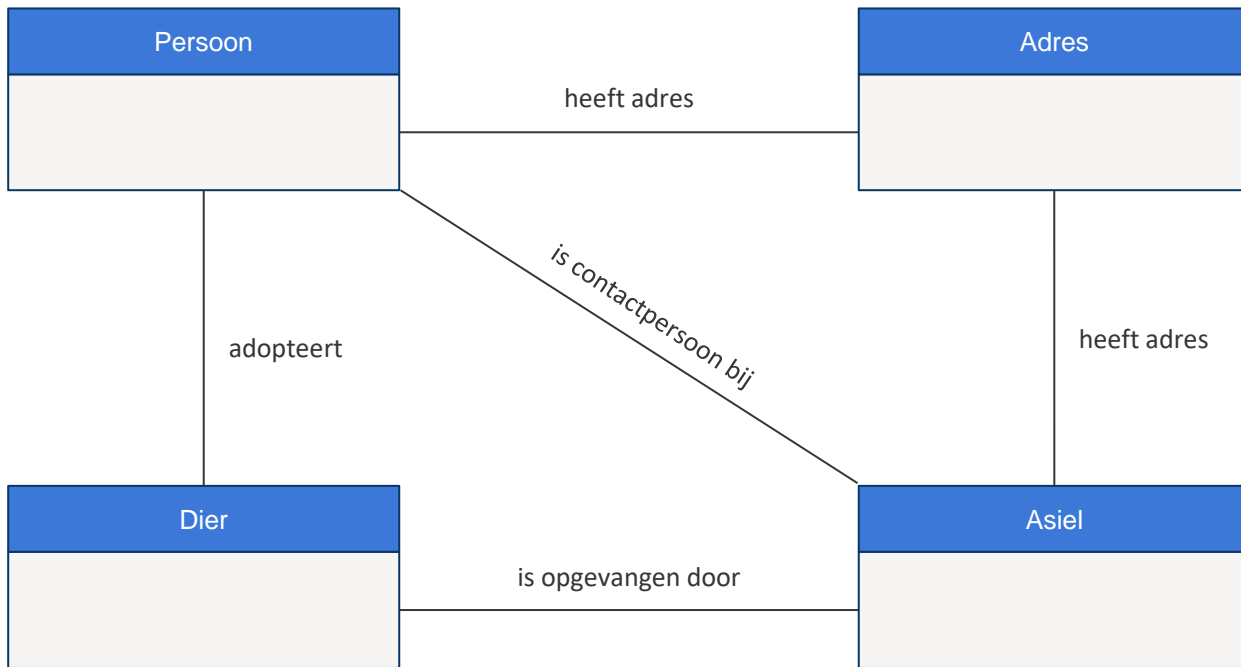 Persoon
Adres
heeft adres
is contactpersoon bij
adopteert
heeft adres
Dier
Asiel
is opgevangen door